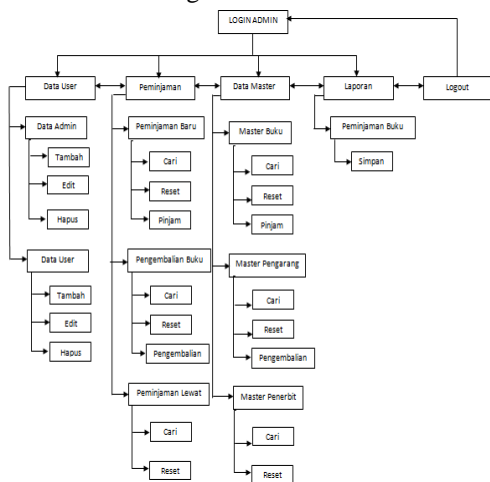 LOGIN ADMIN
Data User
Peminjaman
Data Master
Laporan
Logout
Data Admin
Tambah
Edit
Hapus
Data User
Tambah
Edit
Hapus
Peminjaman Baru
Cari
Reset
Pinjam
Pengembalian Buku
Cari
Reset
Pengembalian
Peminjaman Lewat
Cari
Reset
Master Buku
Cari
Reset
Pinjam
Master Pengarang
Cari
Reset
Pengembalian
Master Penerbit
Cari
Reset
Peminjaman Buku
Simpan